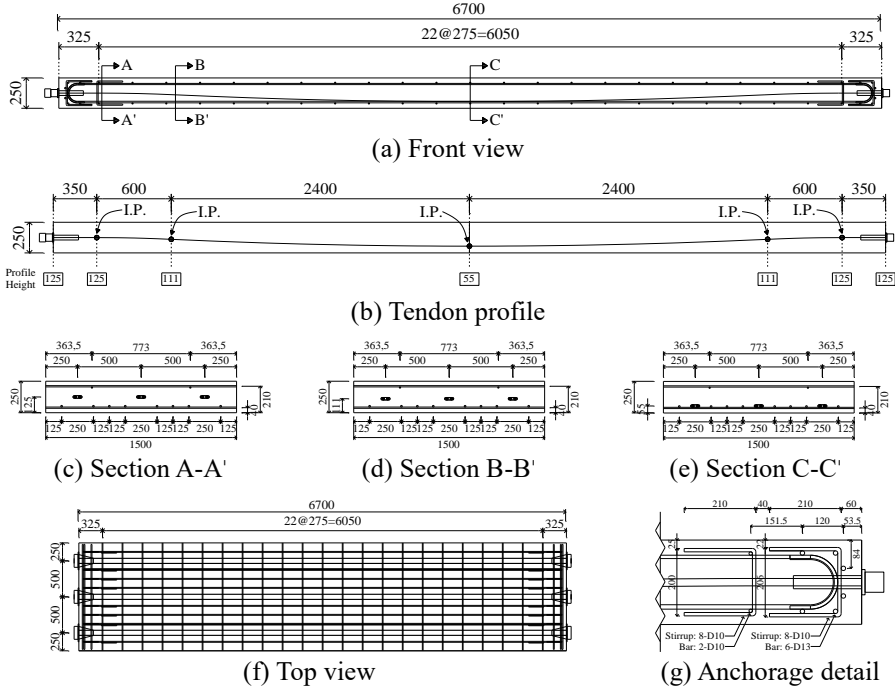 6700
325 22@275=6050 325
A B C
250
A' B' C'
(a) Front view
350 600 2400 2400 600 350
I.P. I.P. I.P. I.P. I.P.
250
Profile Height 125 125 111 55 111 125 125
(b) Tendon profile
363,5 773 363,5
250 500 500 250
250 125 40 210
125 250 125 125 250 125 125 250 125
1500
(c) Section A-A'
363,5 773 363,5
250 500 500 250
250 111 40 210
125 250 125 125 250 125 125 250 125
1500
(d) Section B-B'
363,5 773 363,5
250 500 500 250
250 55 40 210
125 250 125 125 250 125 125 250 125
1500
(e) Section C-C'
6700
325 22@275=6050 325
250
500
500
250
(f) Top view
210 40 210 60
151.5 120 53.5
25 22 84
200 206
Stirrup: 8-D10 Stirrup: 8-D10
Bar: 2-D10 Bar: 6-D13
(g) Anchorage detail